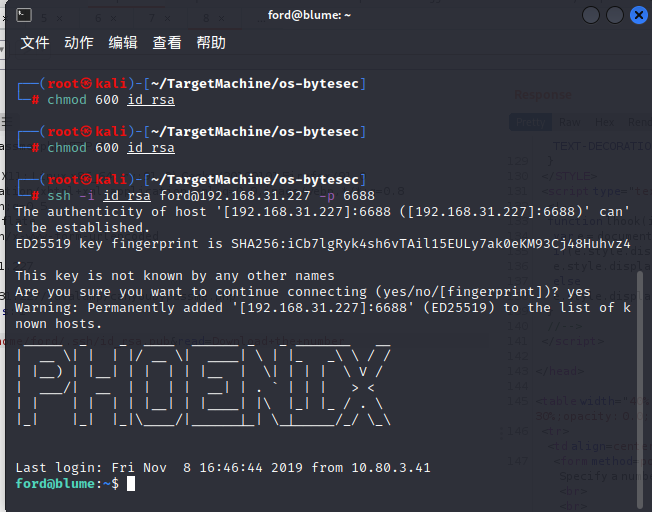 ford@blume: ~
文件 动作 编辑 查看 帮助
┌──(root㉿kali)-[~/TargetMachine/os-bytesec]
└─# chmod 600 id_rsa
┌──(root㉿kali)-[~/TargetMachine/os-bytesec]
└─# chmod 600 id_rsa
┌──(root㉿kali)-[~/TargetMachine/os-bytesec]
└─# ssh -i id_rsa ford@192.168.31.227 -p 6688
The authenticity of host '[192.168.31.227]:6688 ([192.168.31.227]:6688)' can'
t be established.
ED25519 key fingerprint is SHA256:iCb7lgRyk4sh6vTAil15EULy7ak0eKM93Cj48Huhvz4
.
This key is not known by any other names
Are you sure you want to continue connecting (yes/no/[fingerprint])? yes
Warning: Permanently added '[192.168.31.227]:6688' (ED25519) to the list of k
nown hosts.
PHOENIX
Last login: Fri Nov  8 16:46:44 2019 from 10.80.3.41
ford@blume:~$